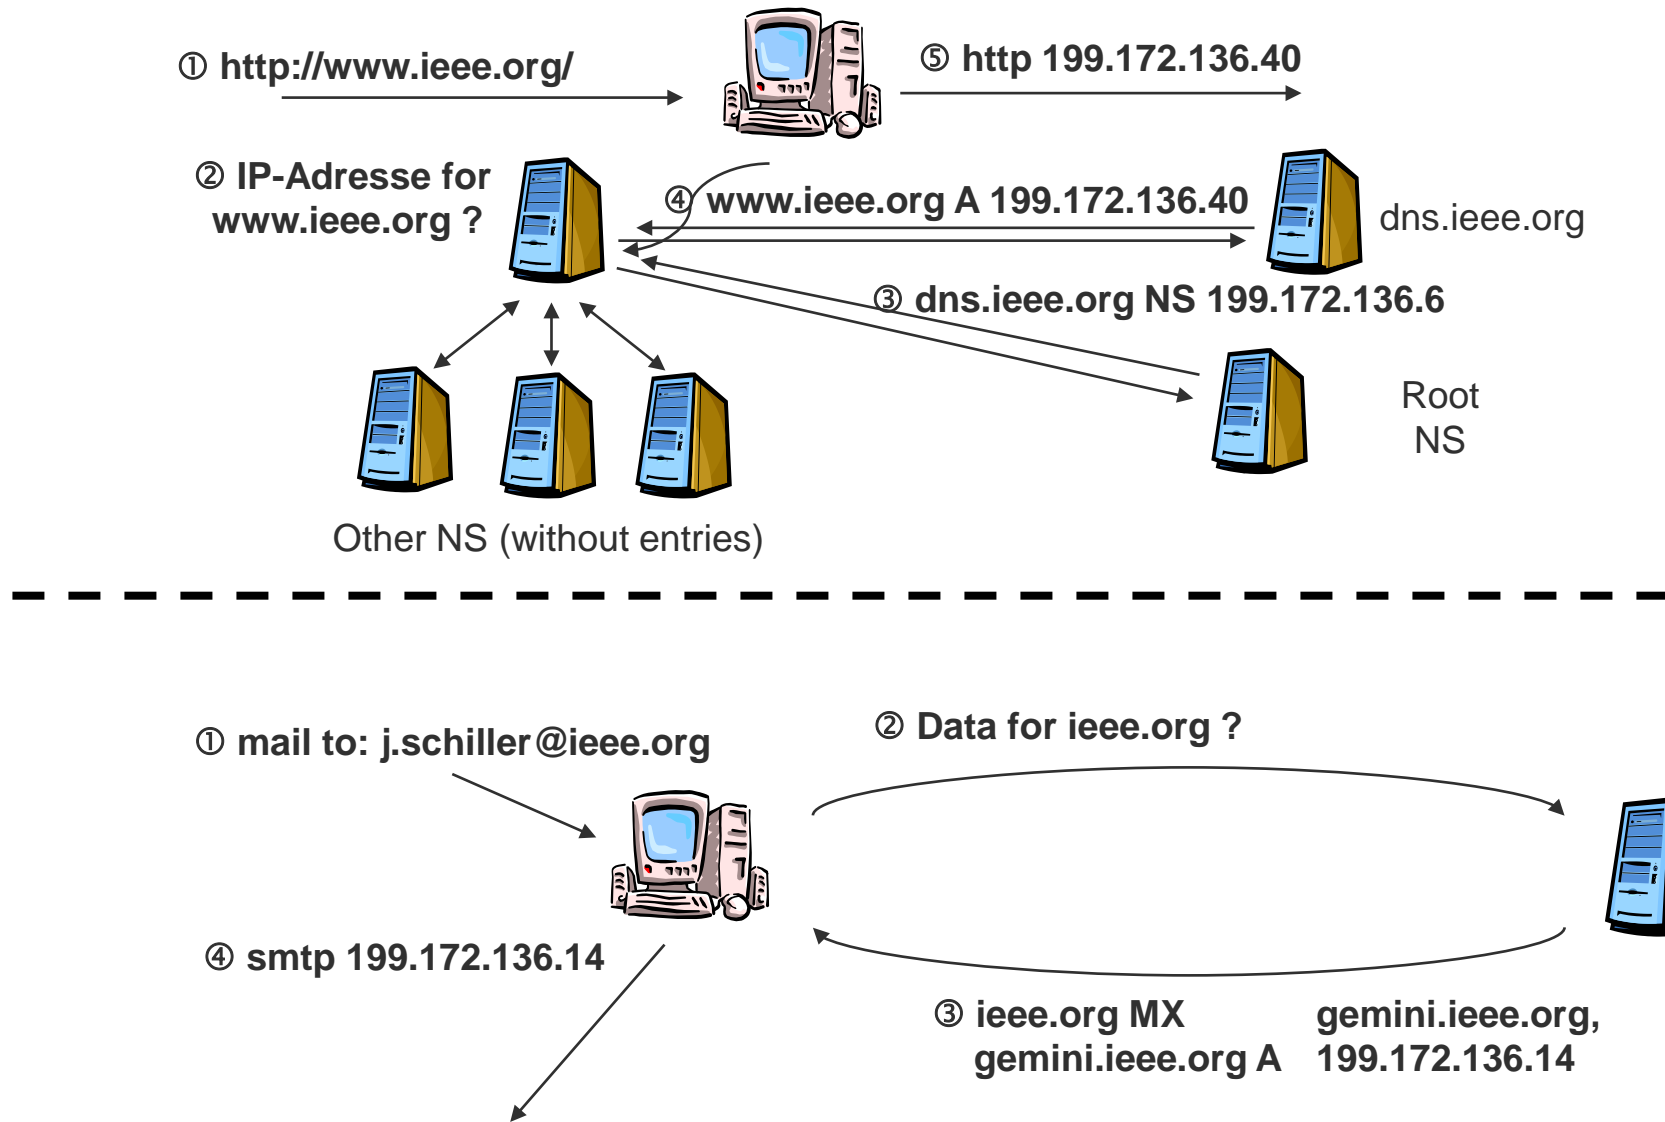 ① http://www.ieee.org/
⑤ http 199.172.136.40
② IP-Adresse for
www.ieee.org ?
④ www.ieee.org A 199.172.136.40
dns.ieee.org
③ dns.ieee.org NS 199.172.136.6
Root
NS
Other NS (without entries)
① mail to: j.schiller@ieee.org
② Data for ieee.org ?
④ smtp 199.172.136.14
③ ieee.org MX gemini.ieee.org,
gemini.ieee.org A 199.172.136.14